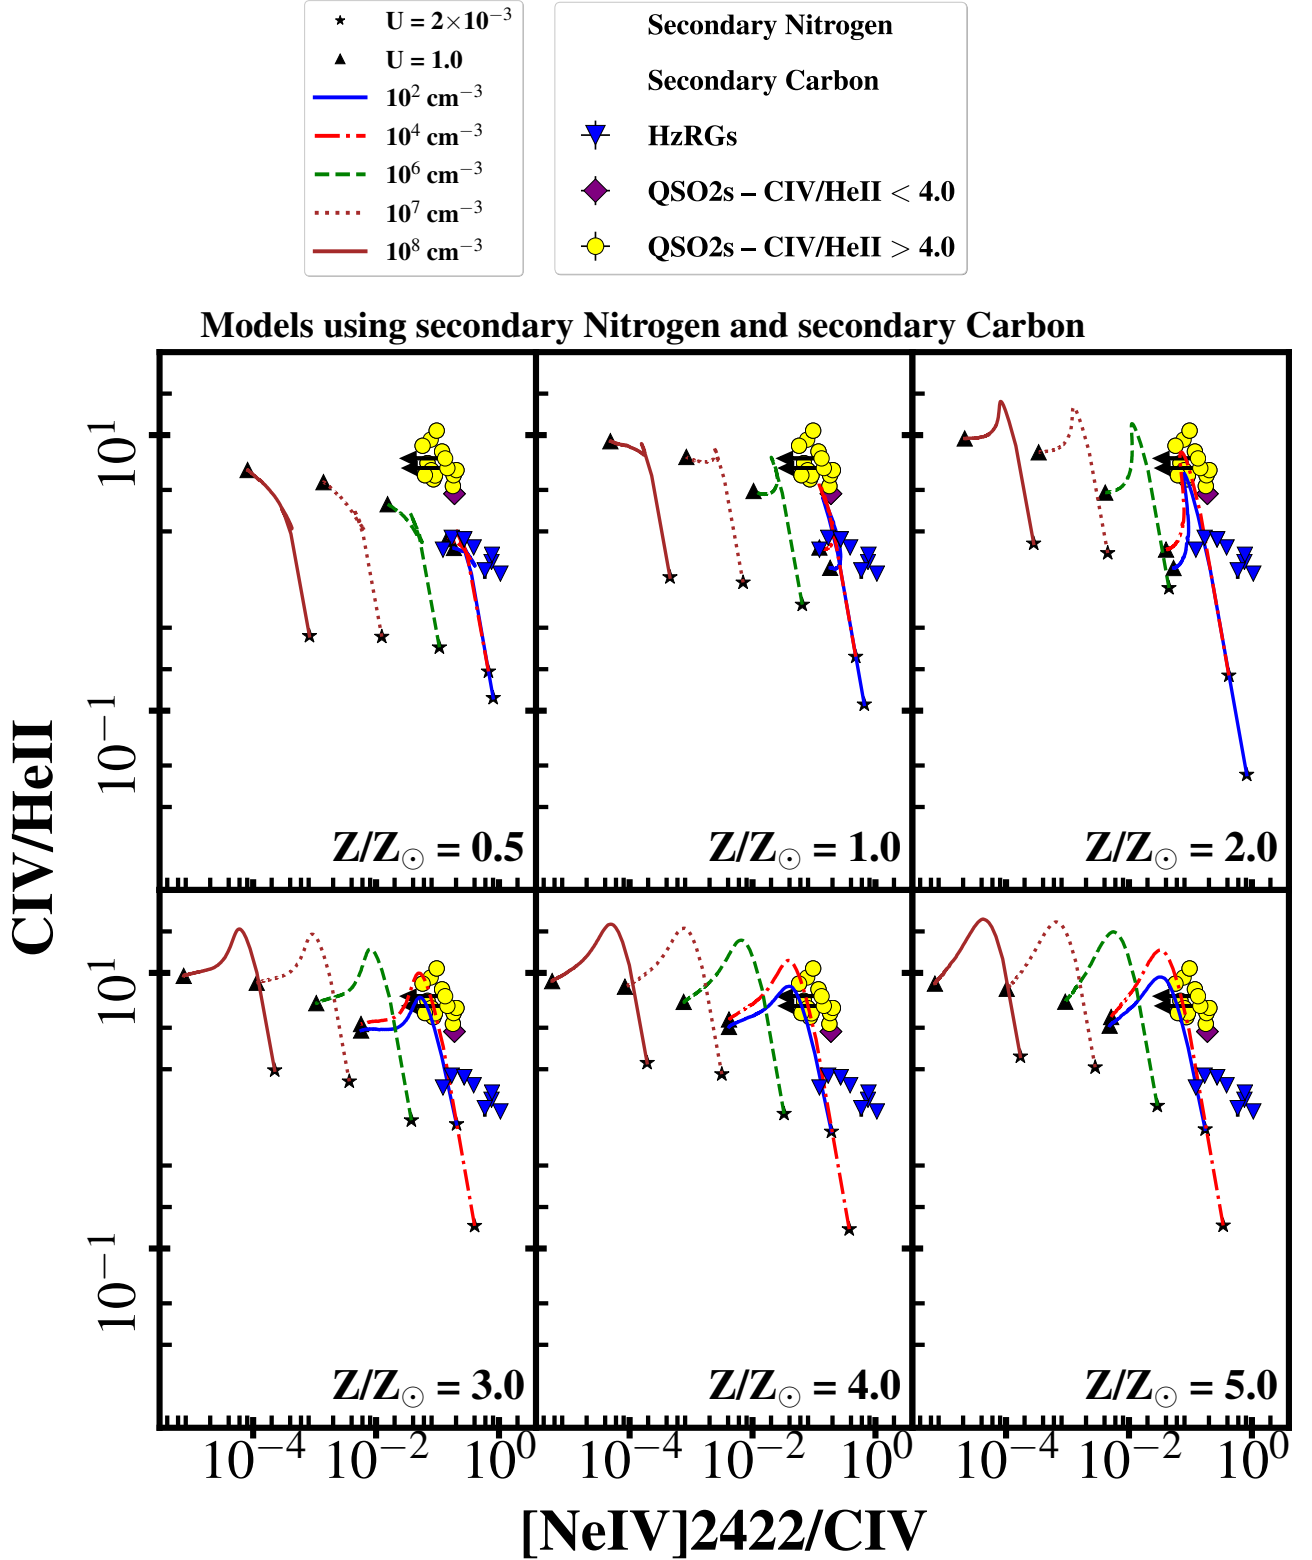 U = 2×10⁻³
U = 1.0
10² cm⁻³
10⁴ cm⁻³
10⁶ cm⁻³
10⁷ cm⁻³
10⁸ cm⁻³
Secondary Nitrogen
Secondary Carbon
HzRGs
QSO2s – CIV/HeII < 4.0
QSO2s – CIV/HeII > 4.0
Models using secondary Nitrogen and secondary Carbon
CIV/HeII
10¹
10⁻¹
Z/Z☉ = 0.5
Z/Z☉ = 1.0
Z/Z☉ = 2.0
10¹
10⁻¹
Z/Z☉ = 3.0
Z/Z☉ = 4.0
Z/Z☉ = 5.0
10⁻⁴ 10⁻² 10⁰ 10⁻⁴ 10⁻² 10⁰ 10⁻⁴ 10⁻² 10⁰
[NeIV]2422/CIV